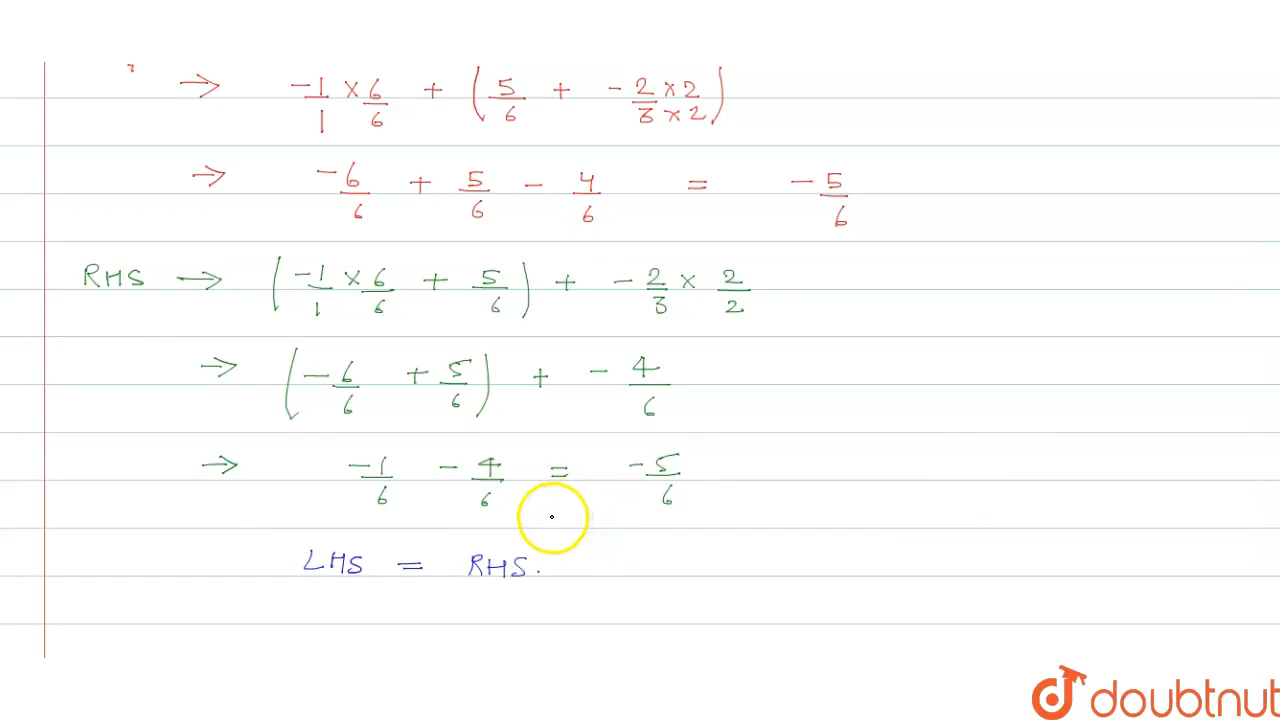 → -1/1 × 6/6 + (5/6 + -2×2/3×2)
→ -6/6 + 5/6 - 4/6 = -5/6
RHS → (-1/1 × 6/6 + 5/6) + -2/3 × 2/2
→ (-6/6 + 5/6) + -4/6
→ -1/6 - 4/6 = -5/6
LHS = RHS.
doubtnut